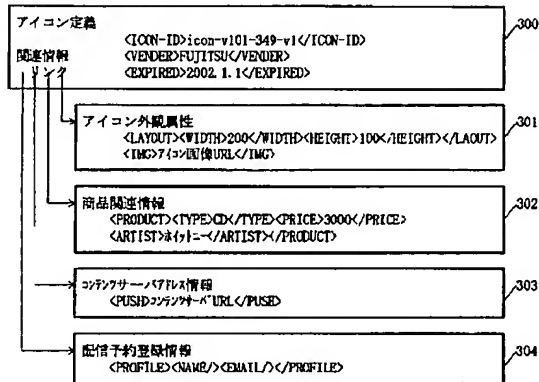 アイコン定義
<ICON-ID>icon-v101-349-v1</ICON-ID>
300
関連情報
<VENDER>FUJITSU</VENDER>
リンク
<EXPIRED>2002.1.1</EXPIRED>
アイコン外観属性
301
<LAYOUT><WIDTH>200</WIDTH><HEIGHT>100</HEIGHT></LAOUT>
<IMG>アイコン画像URL</IMG>
商品関連情報
302
<PRODUCT><TYPE>CD</TYPE><PRICE>3000</PRICE>
<ARTIST>ホイットニー</ARTIST></PRODUCT>
コンテンツサーバアドレス情報
303
<PUSH>コンテンツサーバURL</PUSH>
配信予約登録情報
304
<PROFILE><NAME/><EMAIL/></PROFILE>